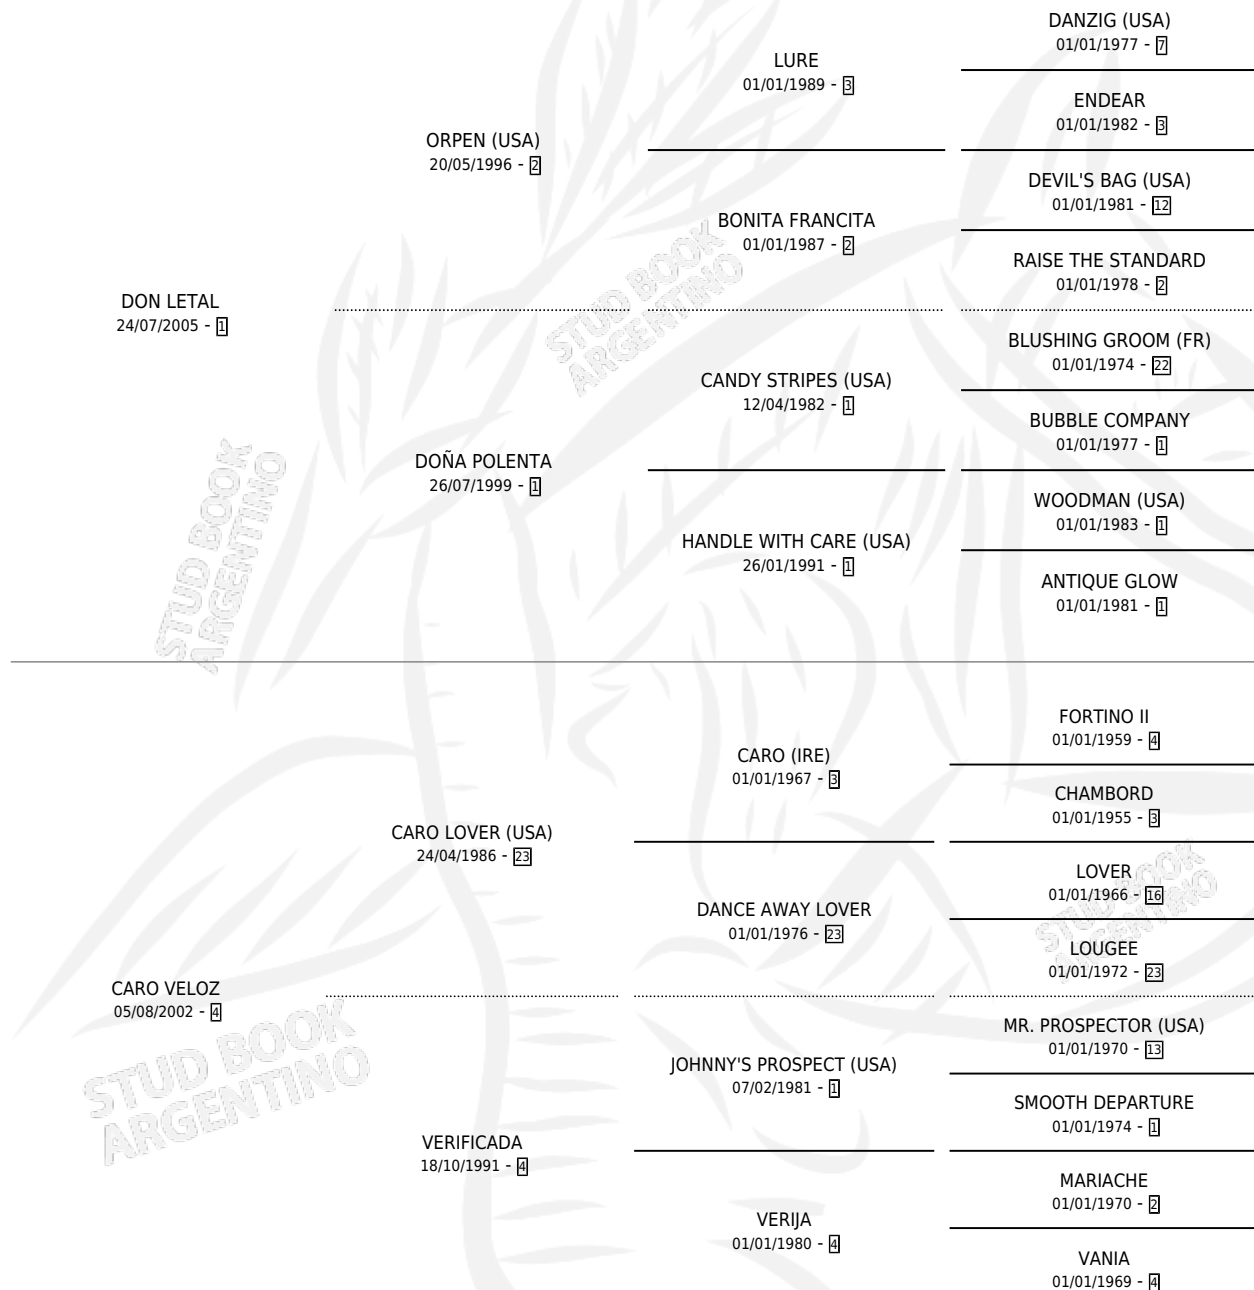 DANZIG (USA)
01/01/1977 - 7
LURE
01/01/1989 - 3
ENDEAR
01/01/1982 - 3
ORPEN (USA)
20/05/1996 - 2
DEVIL'S BAG (USA)
01/01/1981 - 12
BONITA FRANCITA
01/01/1987 - 2
RAISE THE STANDARD
01/01/1978 - 2
STUD BOOK
ARGENTINO
DON LETAL
24/07/2005 - 1
BLUSHING GROOM (FR)
01/01/1974 - 22
CANDY STRIPES (USA)
12/04/1982 - 1
BUBBLE COMPANY
01/01/1977 - 1
DOÑA POLENTA
26/07/1999 - 1
WOODMAN (USA)
01/01/1983 - 1
HANDLE WITH CARE (USA)
26/01/1991 - 1
ANTIQUE GLOW
01/01/1981 - 1
STUD BOOK
ARGENTINO
FORTINO II
01/01/1959 - 4
CARO (IRE)
01/01/1967 - 3
CHAMBORD
01/01/1955 - 3
CARO LOVER (USA)
24/04/1986 - 23
LOVER
01/01/1966 - 16
DANCE AWAY LOVER
01/01/1976 - 23
LOUGEE
01/01/1972 - 23
STUD BOOK
ARGENTINO
CARO VELOZ
05/08/2002 - 4
MR. PROSPECTOR (USA)
01/01/1970 - 13
JOHNNY'S PROSPECT (USA)
07/02/1981 - 1
SMOOTH DEPARTURE
01/01/1974 - 1
STUD BOOK
ARGENTINO
VERIFICADA
18/10/1991 - 4
MARIACHE
01/01/1970 - 2
VERIJA
01/01/1980 - 4
VANIA
01/01/1969 - 4